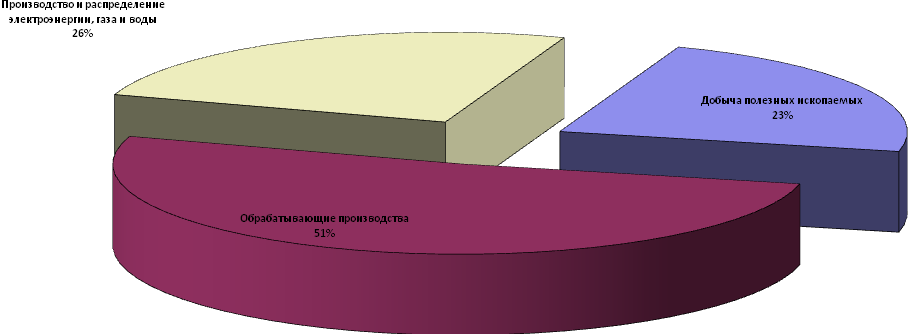 Производство и распределение
электроэнергии, газа и воды
26%
Добыча полезных ископаемых
23%
Обрабатывающие производства
51%